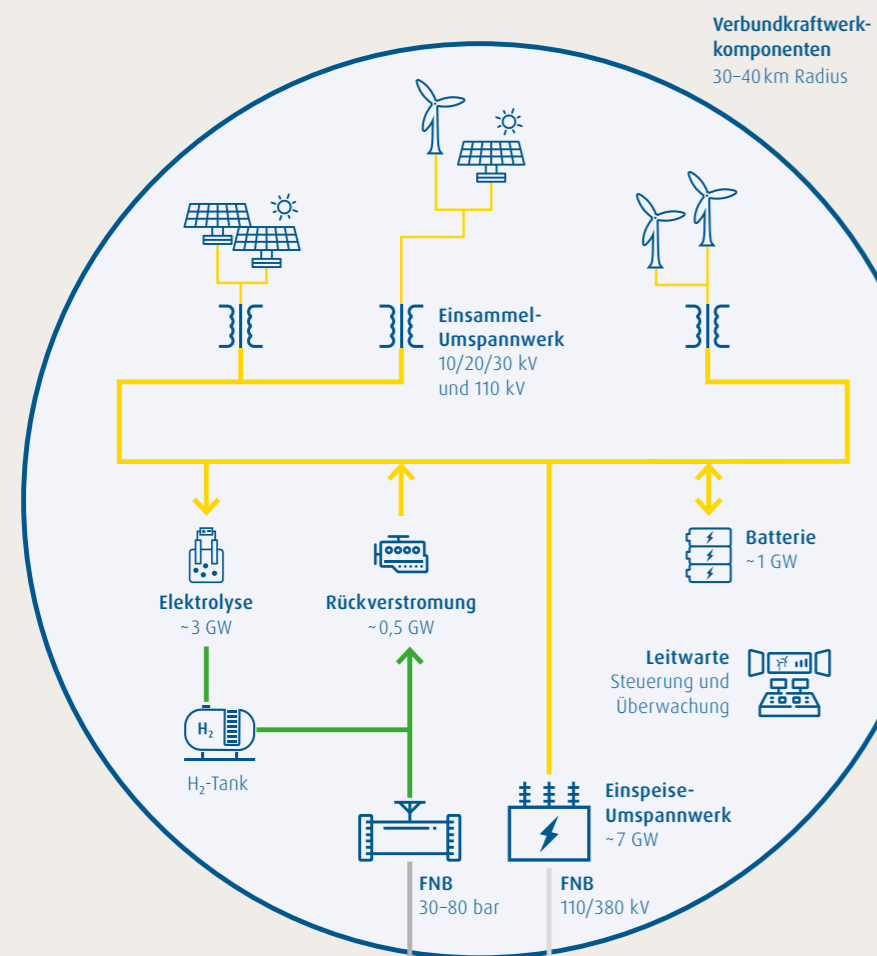 Verbundkraftwerk-
komponenten
30–40 km Radius
Einsammel-
Umspannwerk
10/20/30 kV
und 110 kV
Elektrolyse
~3 GW
Rückverstromung
~0,5 GW
Batterie
~1 GW
Leitwarte
Steuerung und
Überwachung
H₂
H₂-Tank
Einspeise-
Umspannwerk
~7 GW
FNB
30–80 bar
FNB
110/380 kV